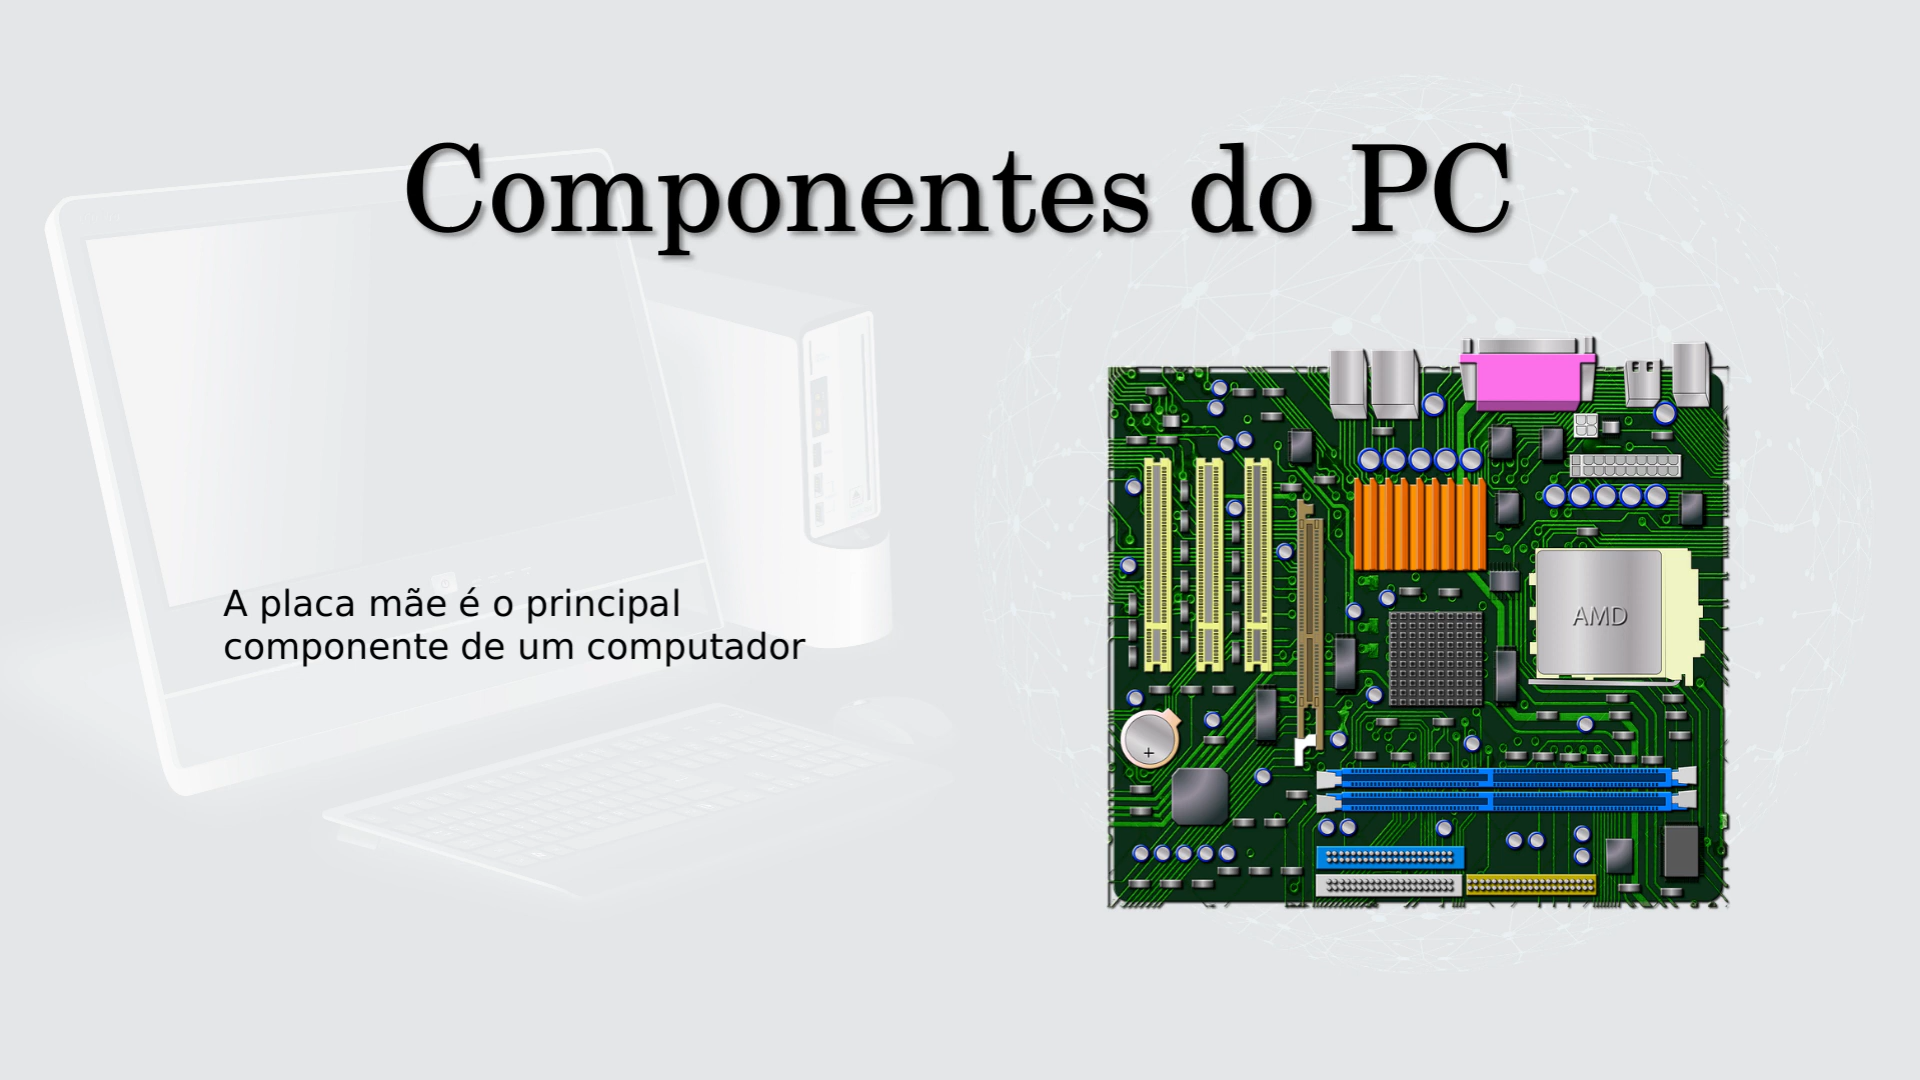 Componentes do PC
A placa mãe é o principal
componente de um computador
AMD
+